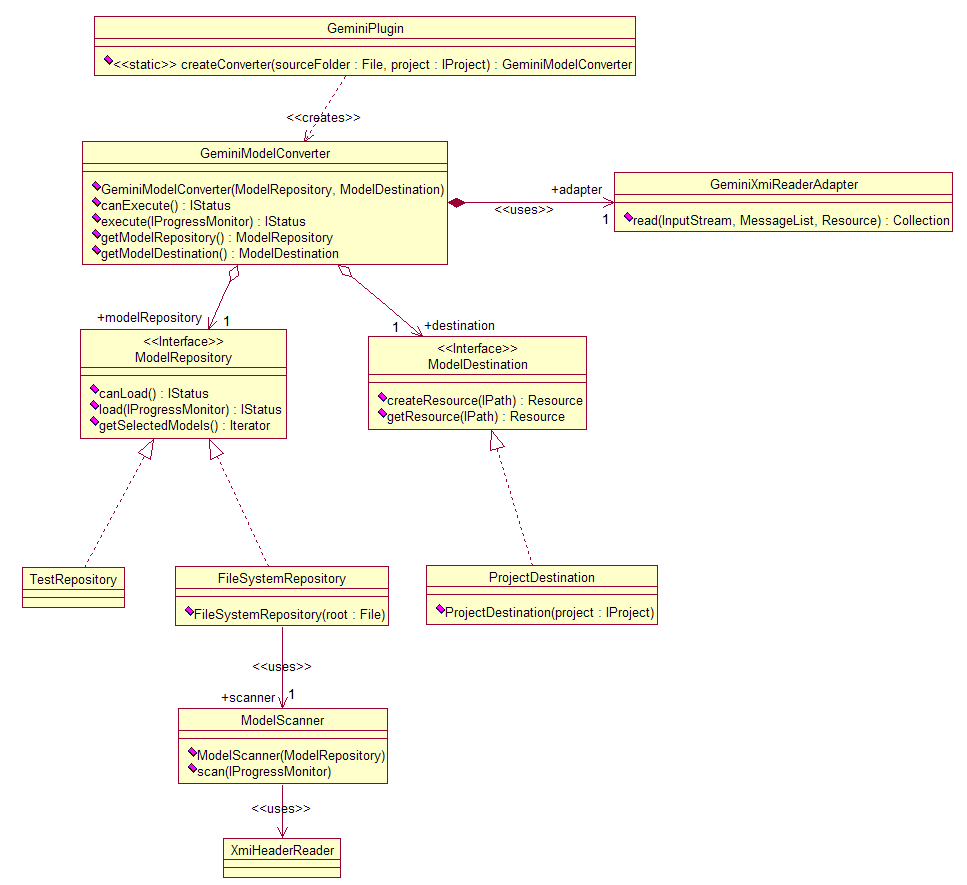 GeminiPlugin
<<static>> createConverter(sourceFolder : File, project : IProject) : GeminiModelConverter
<<creates>>
GeminiModelConverter
GeminiModelConverter(ModelRepository, ModelDestination)
canExecute() : IStatus
execute(IProgressMonitor) : IStatus
getModelRepository() : ModelRepository
getModelDestination() : ModelDestination
+adapter
<<uses>>
1
GeminiXmiReaderAdapter
read(InputStream, MessageList, Resource) : Collection
+modelRepository
1
1
+destination
<<Interface>>
ModelRepository
canLoad() : IStatus
load(IProgressMonitor) : IStatus
getSelectedModels() : Iterator
<<Interface>>
ModelDestination
createResource(IPath) : Resource
getResource(IPath) : Resource
TestRepository
FileSystemRepository
FileSystemRepository(root : File)
ProjectDestination
ProjectDestination(project : IProject)
<<uses>>
+scanner
1
ModelScanner
ModelScanner(ModelRepository)
scan(IProgressMonitor)
<<uses>>
XmiHeaderReader